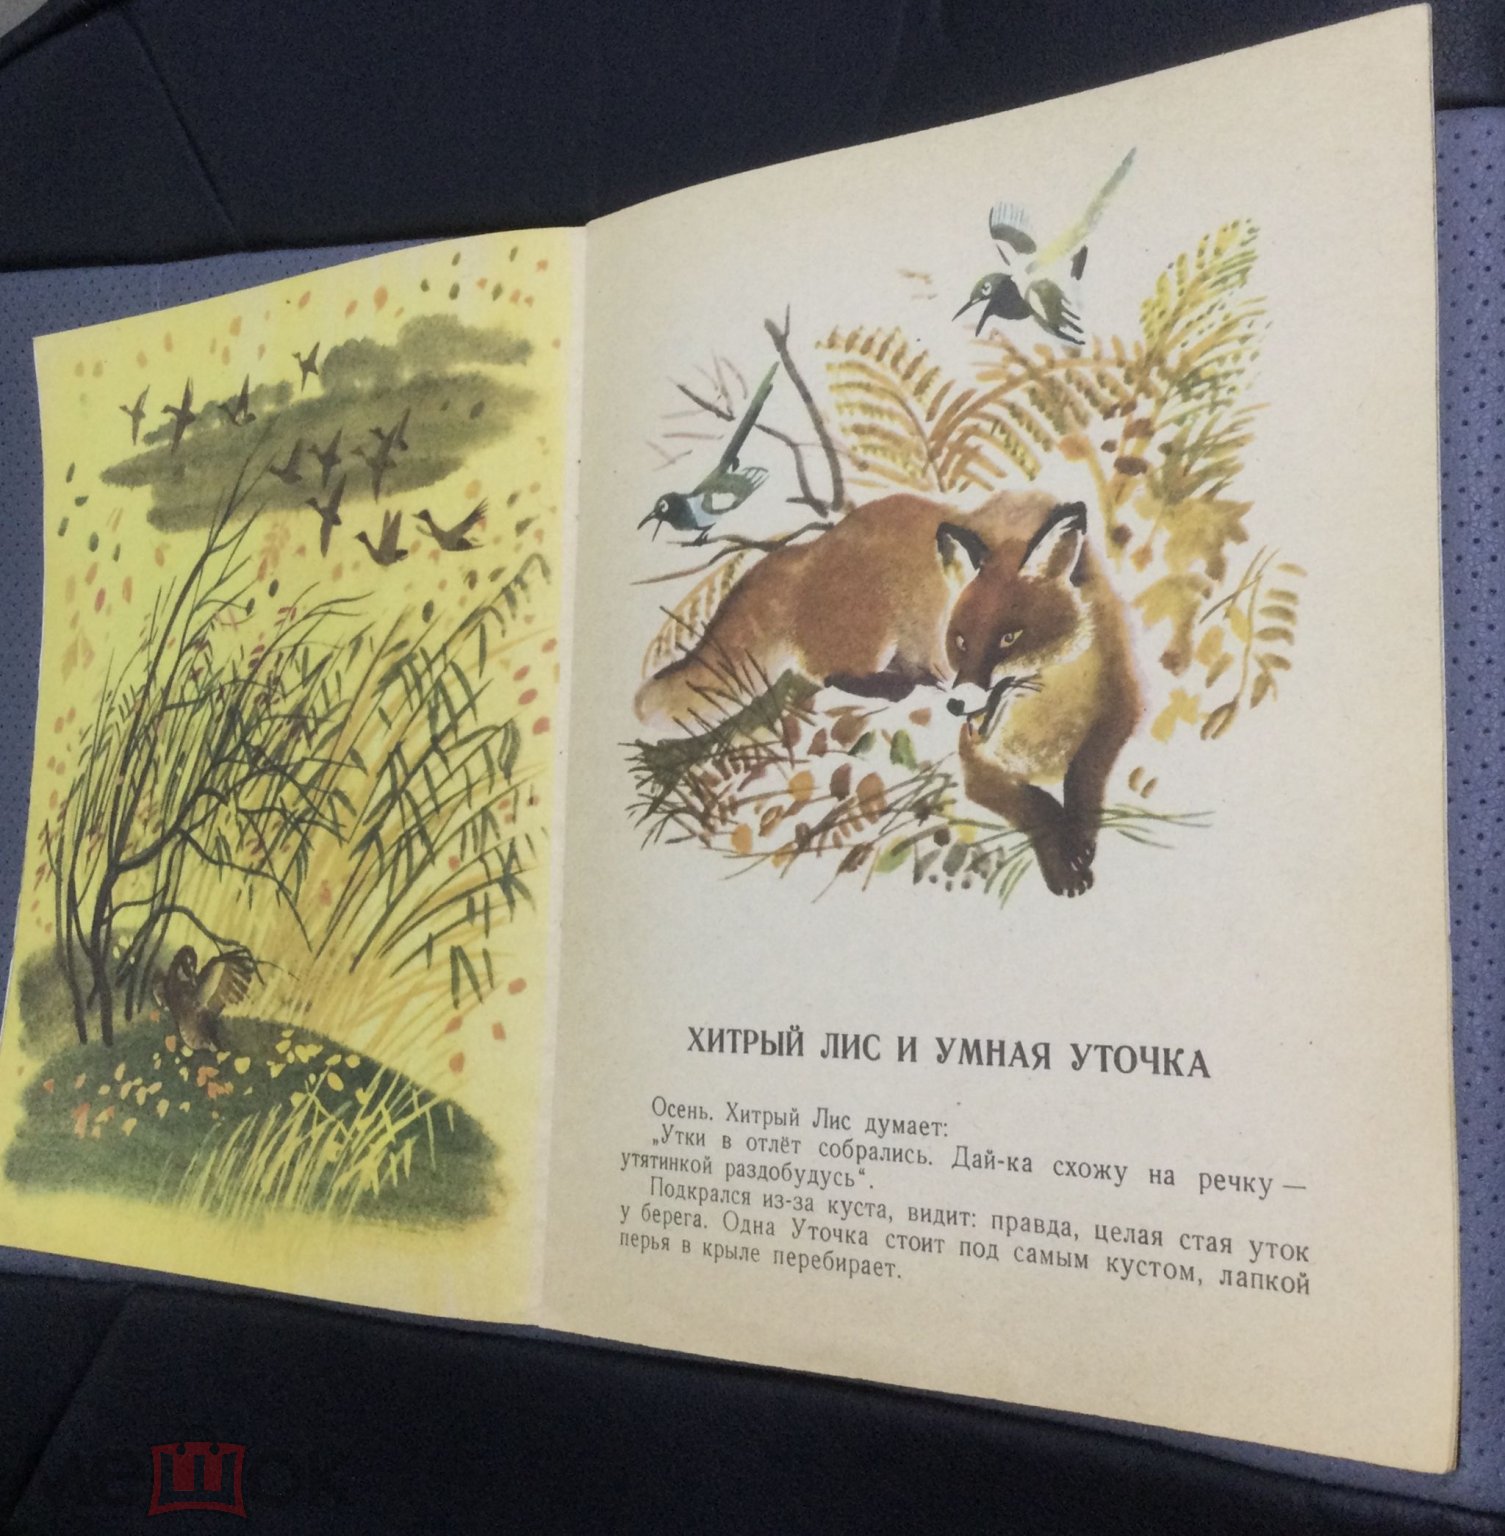 ХИТРЫЙ ЛИС И УМНАЯ УТОЧКА
Осень. Хитрый Лис думает:
„Утки в отлёт собрались. Дай-ка схожу на речку —
утятинкой раздобудусь“.
Подкрался из-за куста, видит: правда, целая стая уток
у берега. Одна Уточка стоит под самым кустом, лапкой
перья в крыле перебирает.